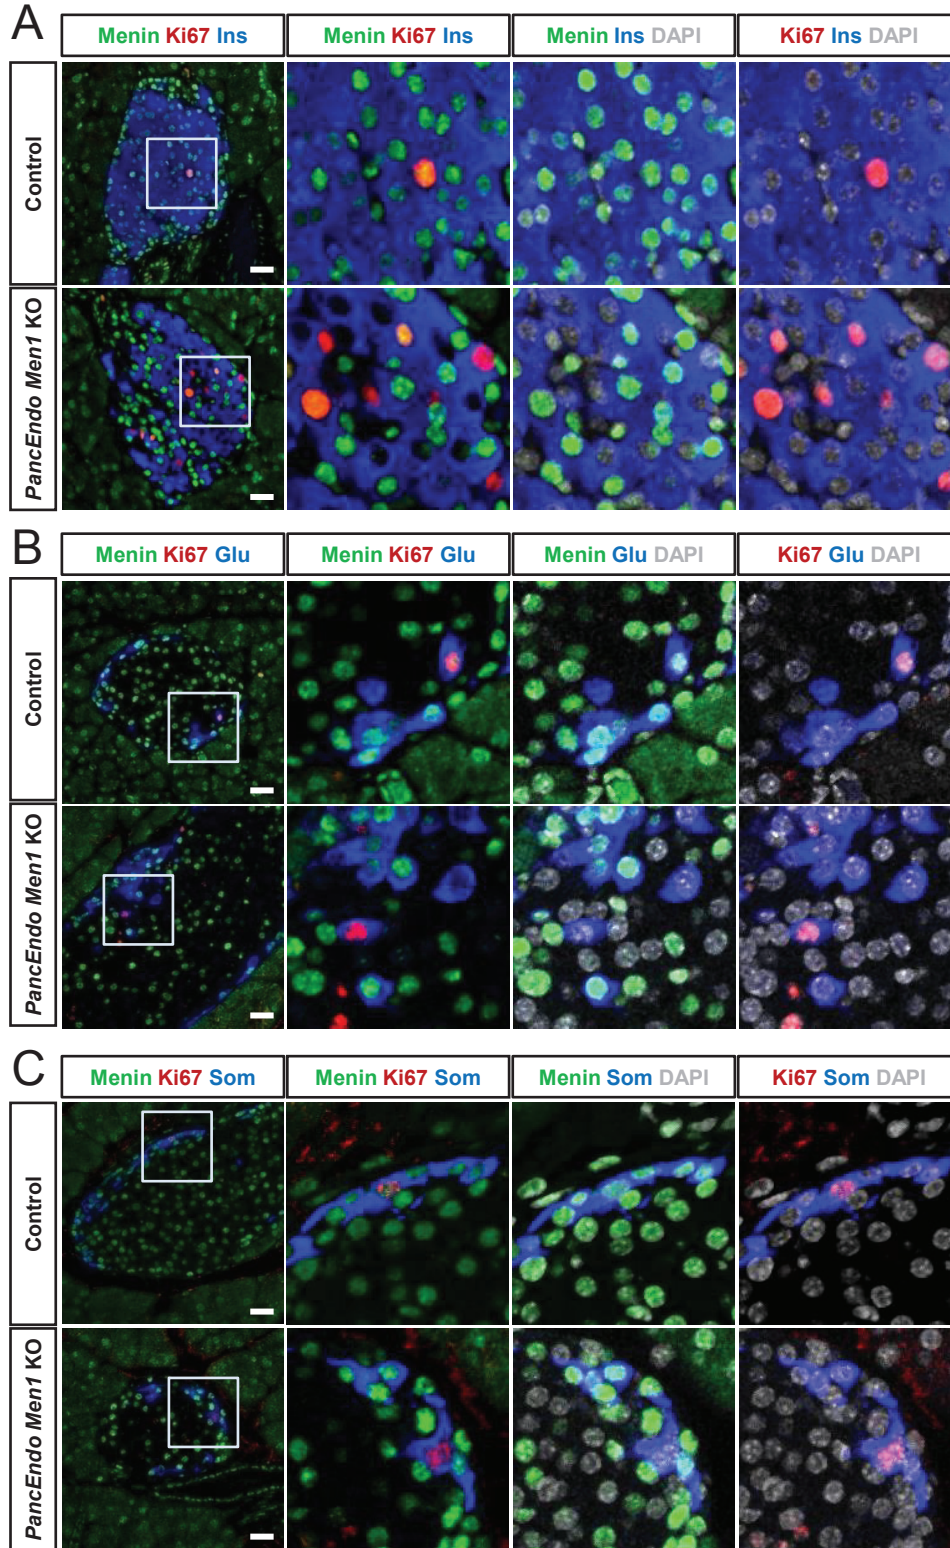 A
Menin Ki67 Ins
Menin Ki67 Ins
Menin Ins DAPI
Ki67 Ins DAPI
Control
PancEndo Men1 KO
B
Menin Ki67 Glu
Menin Ki67 Glu
Menin Glu DAPI
Ki67 Glu DAPI
Control
PancEndo Men1 KO
C
Menin Ki67 Som
Menin Ki67 Som
Menin Som DAPI
Ki67 Som DAPI
Control
PancEndo Men1 KO